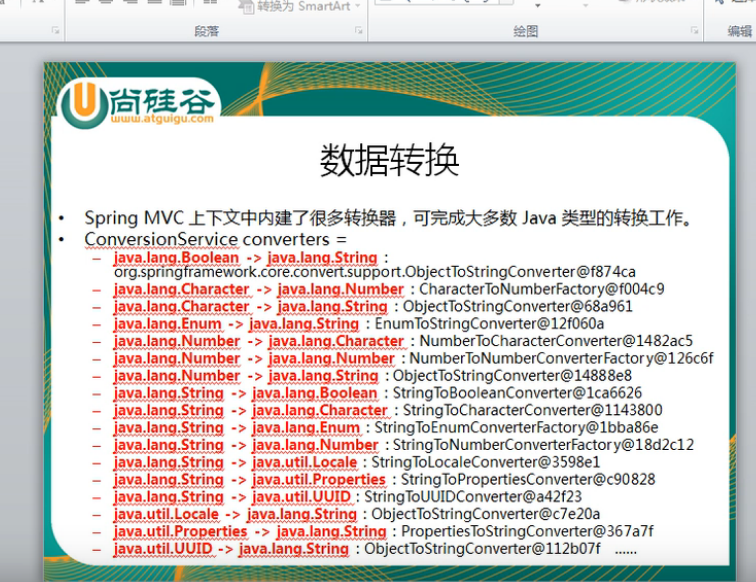 转换为 SmartArt
段落
绘图
编辑
尚硅谷
www.atguigu.com
数据转换
• Spring MVC 上下文中内建了很多转换器，可完成大多数 Java 类型的转换工作。
• ConversionService converters =
– java.lang.Boolean -> java.lang.String :
org.springframework.core.convert.support.ObjectToStringConverter@f874ca
– java.lang.Character -> java.lang.Number : CharacterToNumberFactory@f004c9
– java.lang.Character -> java.lang.String : ObjectToStringConverter@68a961
– java.lang.Enum -> java.lang.String : EnumToStringConverter@12f060a
– java.lang.Number -> java.lang.Character : NumberToCharacterConverter@1482ac5
– java.lang.Number -> java.lang.Number : NumberToNumberConverterFactory@126c6f
– java.lang.Number -> java.lang.String : ObjectToStringConverter@14888e8
– java.lang.String -> java.lang.Boolean : StringToBooleanConverter@1ca6626
– java.lang.String -> java.lang.Character : StringToCharacterConverter@1143800
– java.lang.String -> java.lang.Enum : StringToEnumConverterFactory@1bba86e
– java.lang.String -> java.lang.Number : StringToNumberConverterFactory@18d2c12
– java.lang.String -> java.util.Locale : StringToLocaleConverter@3598e1
– java.lang.String -> java.util.Properties : StringToPropertiesConverter@c90828
– java.lang.String -> java.util.UUID : StringToUUIDConverter@a42f23
– java.util.Locale -> java.lang.String : ObjectToStringConverter@c7e20a
– java.util.Properties -> java.lang.String : PropertiesToStringConverter@367a7f
– java.util.UUID -> java.lang.String : ObjectToStringConverter@112b07f ……